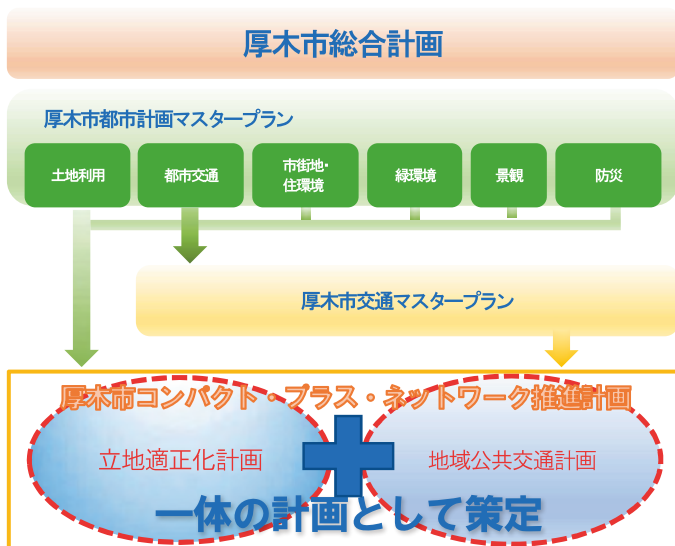 厚木市総合計画
厚木市都市計画マスタープラン
土地利用
都市交通
市街地・
住環境
緑環境
景観
防災
厚木市交通マスタープラン
厚木市コンパクト・プラス・ネットワーク推進計画
立地適正化計画
地域公共交通計画
一体の計画として策定